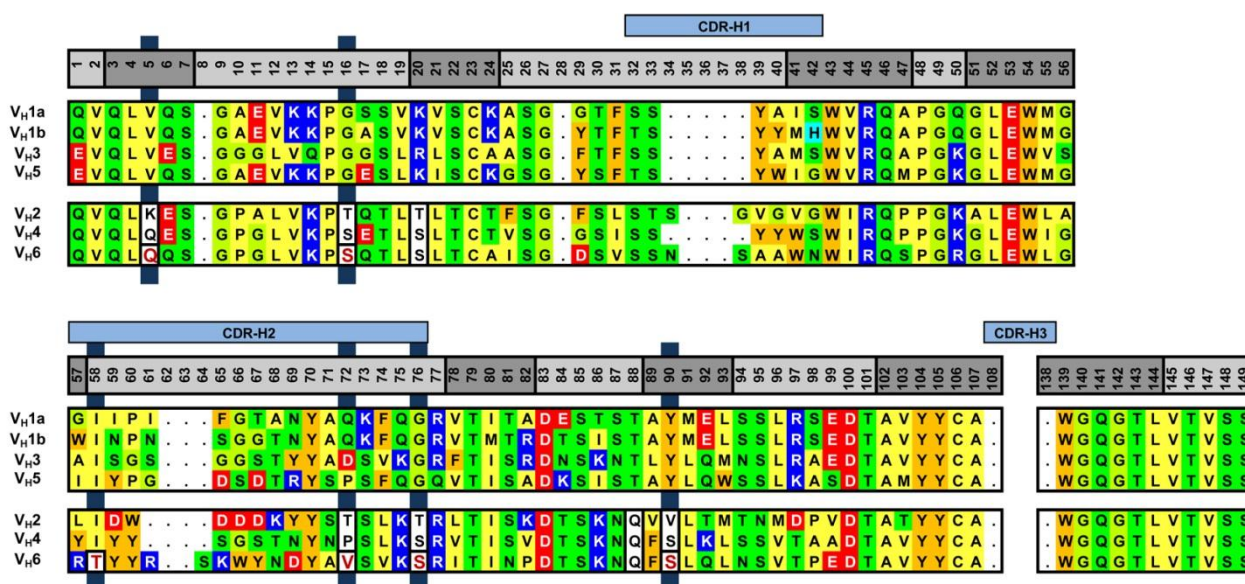 CDR-H1
1 2 3 4 5 6 7 8 9 10 11 12 13 14 15 16 17 18 19 20 21 22 23 24 25 26 27 28 29 30 31 32 33 34 35 36 37 38 39 40 41 42 43 44 45 46 47 48 49 50 51 52 53 54 55 56
VH1a Q V Q L V Q S . G A E V K K P G S S V K V S C K A S G . G T F S S . . . . . Y A I S W V R Q A P G Q G L E W M G
VH1b Q V Q L V Q S . G A E V K K P G A S V K V S C K A S G . Y T F T S . . . . . Y Y M H W V R Q A P G Q G L E W M G
VH3 E V Q L V E S . G G G L V Q P G G S L R L S C A A S G . F T F S S . . . . . Y A M S W V R Q A P G K G L E W V S
VH5 E V Q L V Q S . G A E V K K P G E S L K I S C K G S G . Y S F T S . . . . . Y W I G W V R Q M P G K G L E W M G
VH2 Q V Q L K E S . G P A L V K P T Q T L T L T C T F S G . F S L S T S . . . G V G V G W I R Q P P G K A L E W L A
VH4 Q V Q L Q E S . G P G L V K P S E T L S L T C T V S G . G S I S S . . . . . Y Y W S W I R Q P P G K G L E W I G
VH6 Q V Q L Q Q S . G P G L V K P S Q T L S L T C A I S G . D S V S S N . . . S A A W N W I R Q S P G R G L E W L G
CDR-H2 CDR-H3
57 58 59 60 61 62 63 64 65 66 67 68 69 70 71 72 73 74 75 76 77 78 79 80 81 82 83 84 85 86 87 88 89 90 91 92 93 94 95 96 97 98 99 100 101 102 103 104 105 106 107 108 138 139 140 141 142 143 144 145 146 147 148 149
VH1a G I I P I . . . F G T A N Y A Q K F Q G R V T I T A D E S T S T A Y M E L S S L R S E D T A V Y Y C A . . W G Q G T L V T V S S
VH1b W I N P N . . . S G G T N Y A Q K F Q G R V T M T R D T S I S T A Y M E L S S L R S E D T A V Y Y C A . . W G Q G T L V T V S S
VH3 A I S G S . . . G G S T Y Y A D S V K G R F T I S R D N S K N T L Y L Q M N S L R A E D T A V Y Y C A . . W G Q G T L V T V S S
VH5 I I Y P G . . . D S D T R Y S P S F Q G Q V T I S A D K S I S T A Y L Q W S S L K A S D T A M Y Y C A . . W G Q G T L V T V S S
VH2 L I D W . . . . D D D K Y Y S T S L K T R L T I S K D T S K N Q V V L T M T N M D P V D T A T Y Y C A . . W G Q G T L V T V S S
VH4 Y I Y Y . . . . S G S T N Y N P S L K S R V T I S V D T S K N Q F S L K L S S V T A A D T A V Y Y C A . . W G Q G T L V T V S S
VH6 R T Y Y R . . S K W Y N D Y A V S V K S R I T I N P D T S K N Q F S L Q L N S V T P E D T A V Y Y C A . . W G Q G T L V T V S S